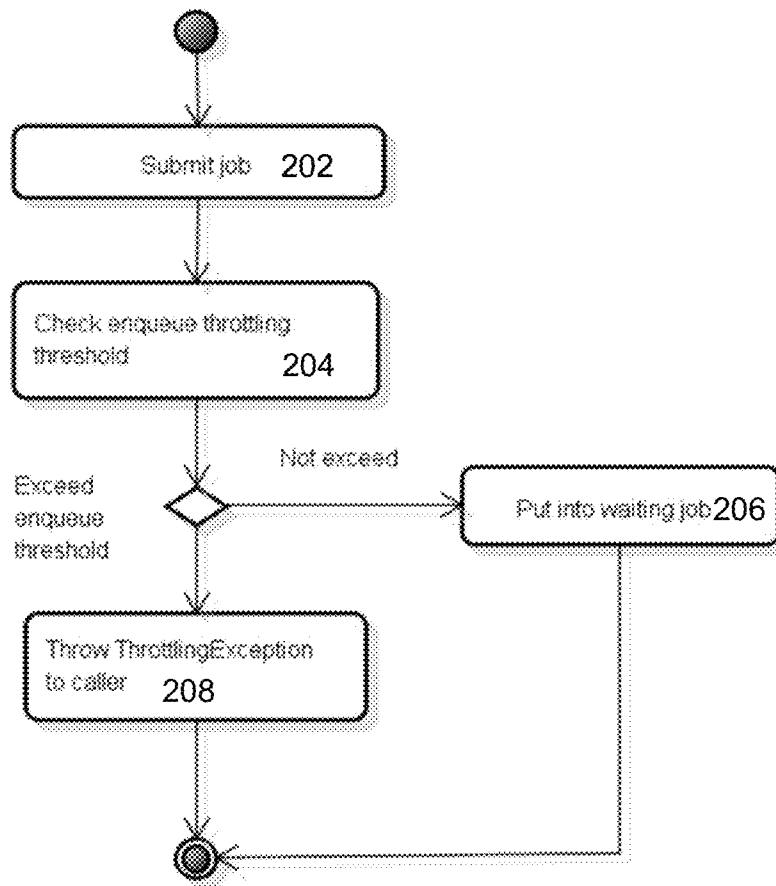 Submit job 202
Check enqueue throttling
threshold
204
Not exceed
Exceed
enqueue
threshold
Put into waiting job 206
Throw ThrottlingException
to caller
208